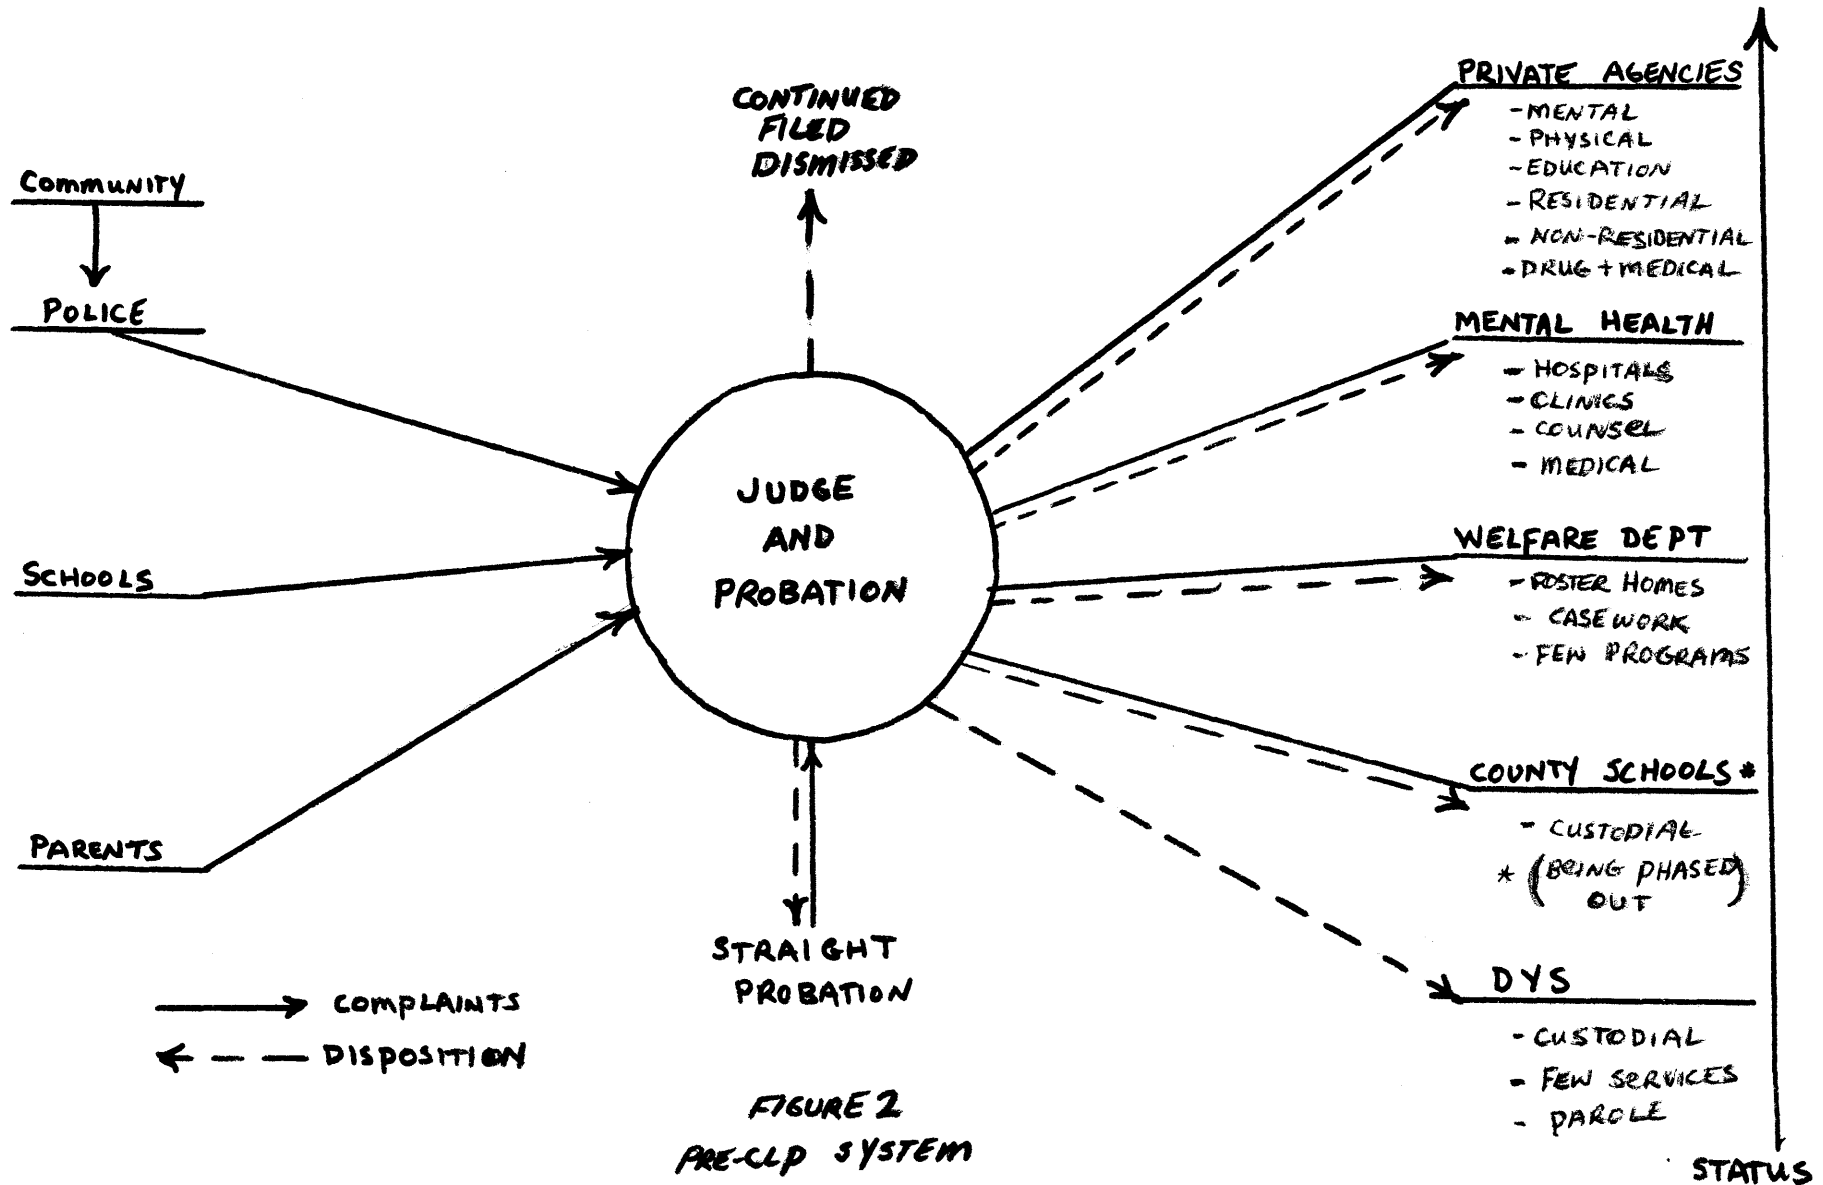 COMMUNITY
POLICE
SCHOOLS
PARENTS
CONTINUED
FILED
DISMISSED
JUDGE
AND
PROBATION
STRAIGHT
PROBATION
PRIVATE AGENCIES
- MENTAL
- PHYSICAL
- EDUCATION
- RESIDENTIAL
- NON-RESIDENTIAL
- DRUG + MEDICAL
MENTAL HEALTH
- HOSPITALS
- CLINICS
- COUNSEL
- MEDICAL
WELFARE DEPT
- FOSTER HOMES
- CASEWORK
- FEW PROGRAMS
COUNTY SCHOOLS *
- CUSTODIAL
* (BEING PHASED
OUT)
DYS
- CUSTODIAL
- FEW SERVICES
- PAROLE
STATUS
COMPLAINTS
DISPOSITION
FIGURE 2
PRE-CLP SYSTEM